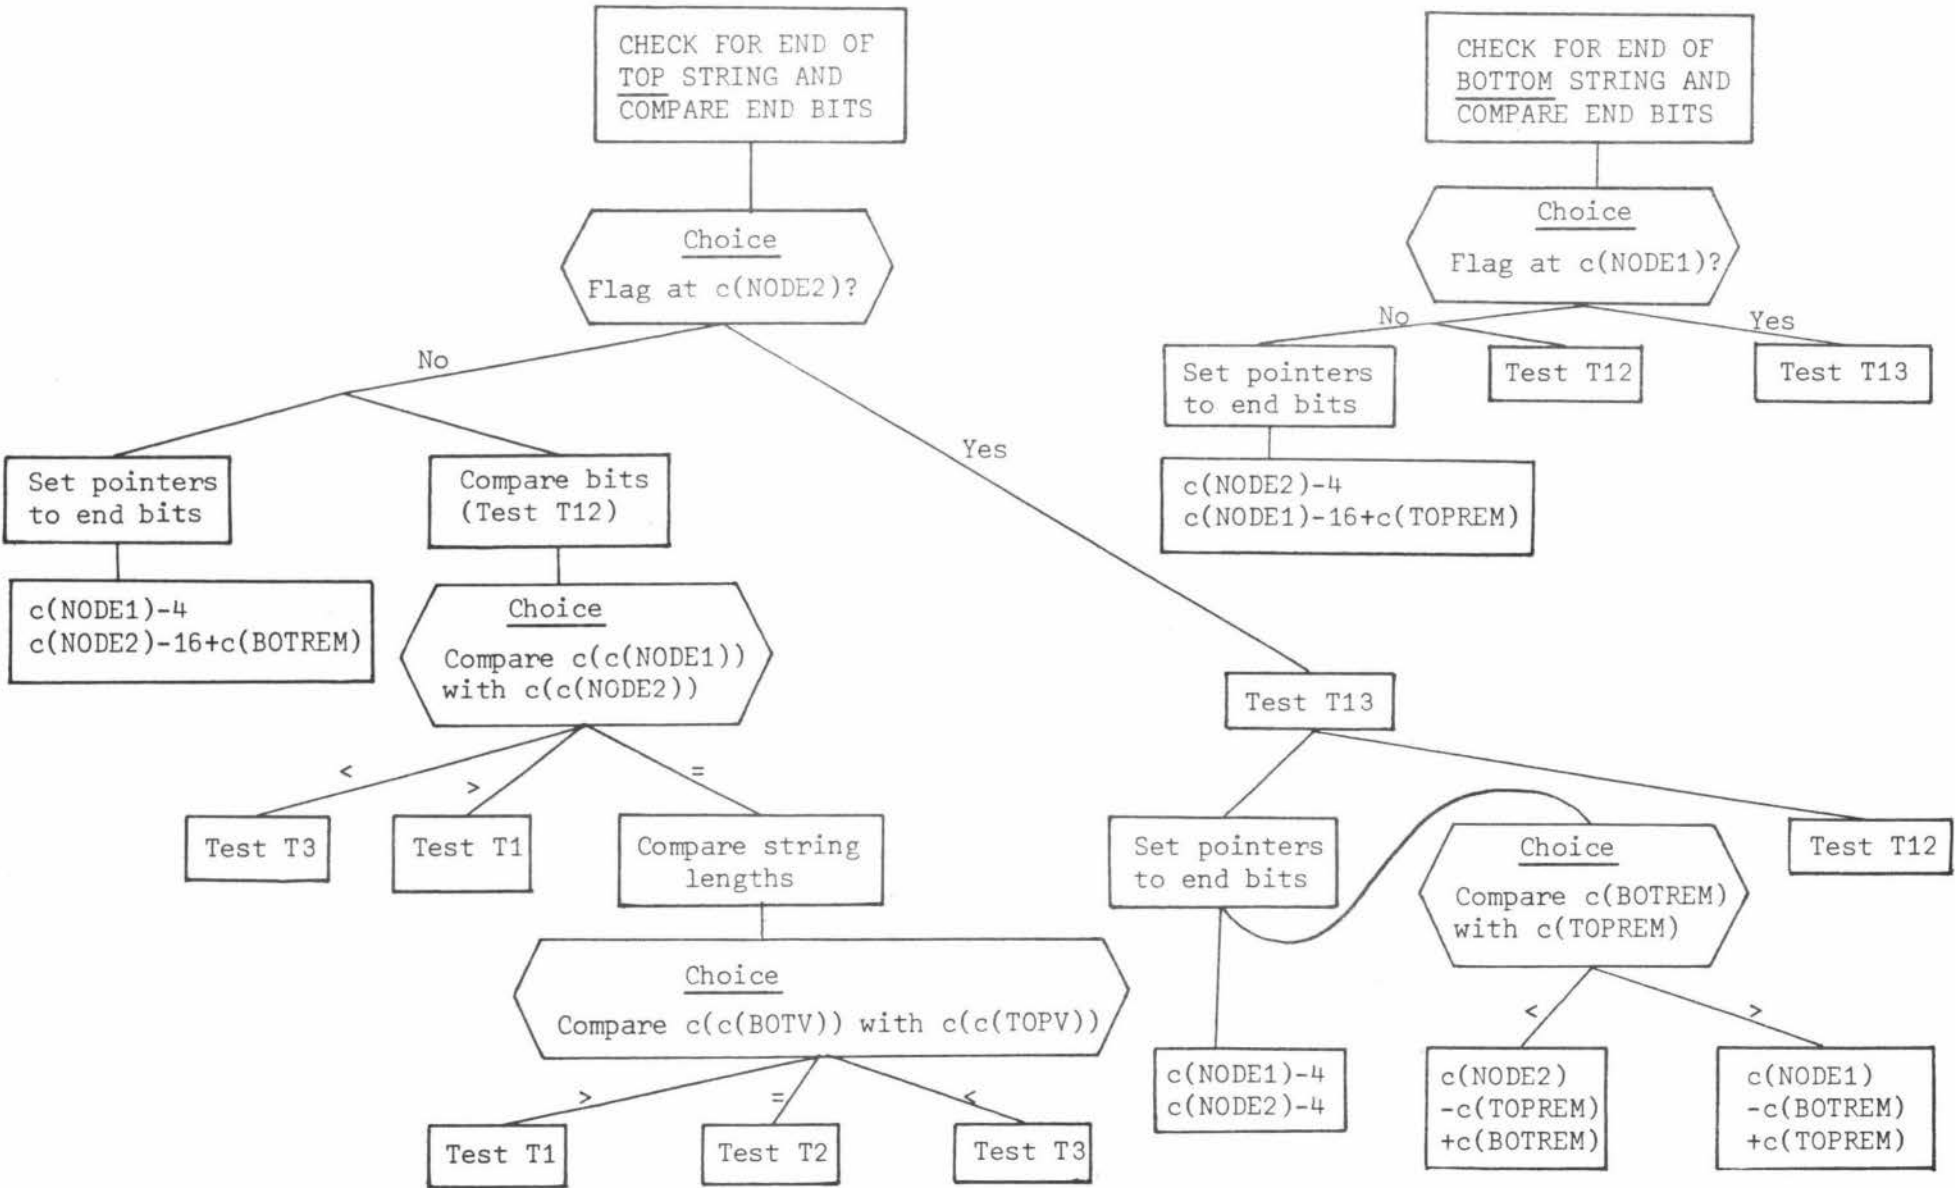 CHECK FOR END OF
TOP STRING AND
COMPARE END BITS
Choice
Flag at c(NODE2)?
No
Yes
Set pointers
to end bits
c(NODE1)-4
c(NODE2)-16+c(BOTREM)
Compare bits
(Test T12)
Choice
Compare c(c(NODE1))
with c(c(NODE2))
<
>
=
Test T3
Test T1
Compare string
lengths
Choice
Compare c(c(BOTV)) with c(c(TOPV))
>
=
<
Test T1
Test T2
Test T3
Test T13
Set pointers
to end bits
c(NODE1)-4
c(NODE2)-4
Choice
Compare c(BOTREM)
with c(TOPREM)
<
>
c(NODE2)
-c(TOPREM)
+c(BOTREM)
c(NODE1)
-c(BOTREM)
+c(TOPREM)
Test T12
CHECK FOR END OF
BOTTOM STRING AND
COMPARE END BITS
Choice
Flag at c(NODE1)?
No
Yes
Set pointers
to end bits
c(NODE2)-4
c(NODE1)-16+c(TOPREM)
Test T12
Test T13